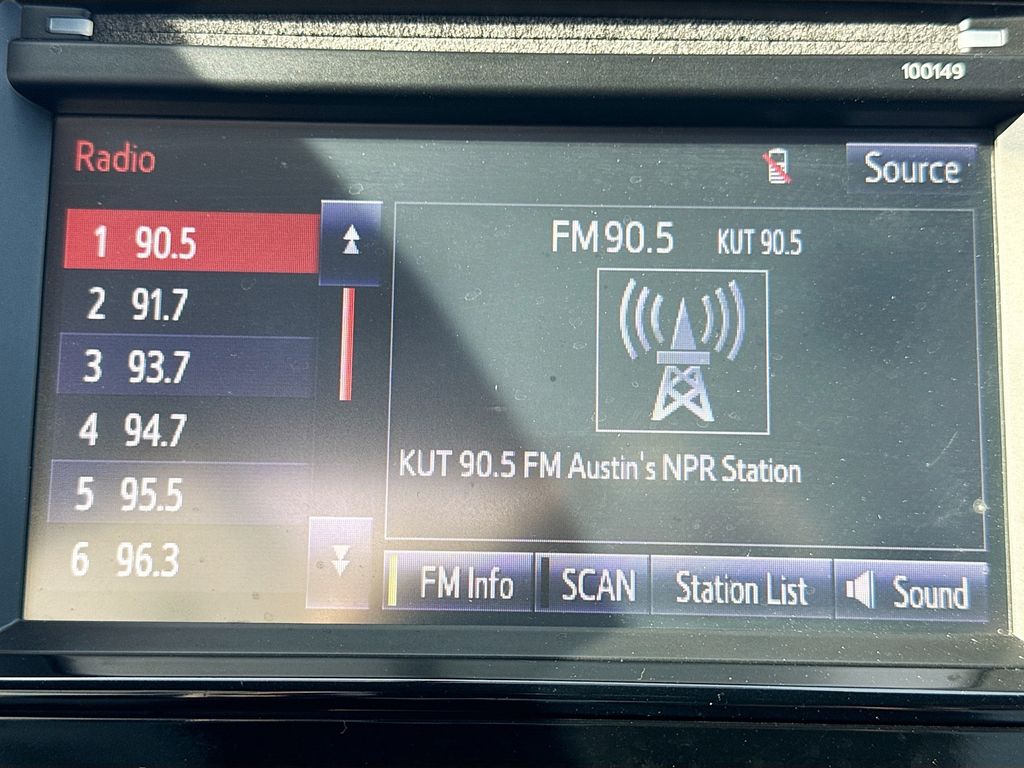 100149
Radio
Source
1 90.5
2 91.7
3 93.7
4 94.7
5 95.5
6 96.3
FM 90.5 KUT 90.5
KUT 90.5 FM Austin's NPR Station
FM Info SCAN Station List Sound